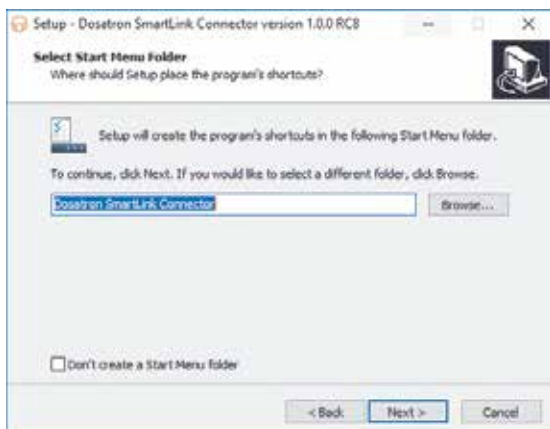 Setup - Dosatron SmartLink Connector version 1.0.0 RC8
Select Start Menu Folder
Where should Setup place the program's shortcuts?
Setup will create the program's shortcuts in the following Start Menu folder.
To continue, click Next. If you would like to select a different folder, click Browse.
Dosatron SmartLink Connector
Browse...
Don't create a Start Menu folder
< Back
Next >
Cancel